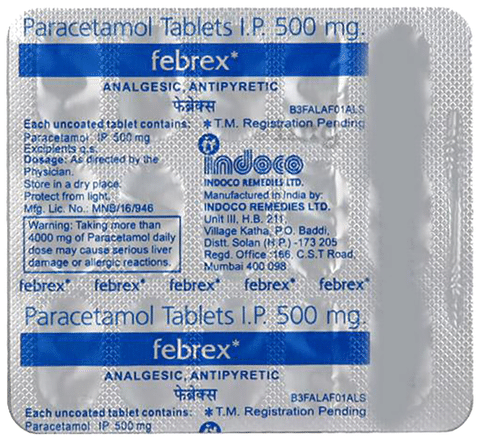 Paracetamol Tablets I.P. 500 mg.
febrex*
ANALGESIC, ANTIPYRETIC
फेब्रेक्स
B3FALAF01ALS
Each uncoated tablet contains:
Paracetamol IP 500 mg
Excipients q.s.
Dosage: As directed by the
Physician.
Store in a dry place.
Protect from light.
Mfg. Lic. No.: MNB/16/946
Warning: Taking more than
4000 mg of Paracetamol daily
dose may cause serious liver
damage or allergic reactions.
*T.M. Registration Pending
indoco
INDOCO REMEDIES LTD.
Manufactured in India by:
INDOCO REMEDIES LTD.
Unit III, H.B. 211,
Village Katha, P.O. Baddi,
Distt. Solan (H.P.) -173 205
Regd. Office :166, C.S.T Road,
Mumbai 400 098
febrex* febrex* febrex* febrex* febrex*
Paracetamol Tablets I.P. 500 mg.
febrex*
ANALGESIC, ANTIPYRETIC
फेब्रेक्स
B3FALAF01ALS
Each uncoated tablet contains: *T.M. Registration Pending
Paracetamol IP 500 mg